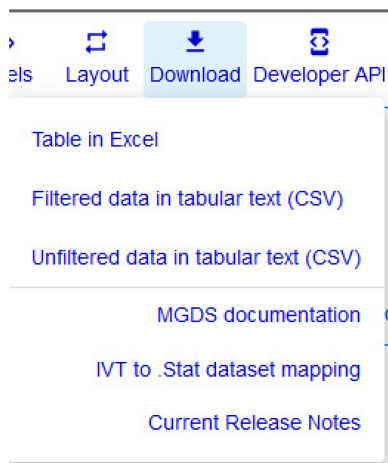 els Layout Download Developer API
Table in Excel
Filtered data in tabular text (CSV)
Unfiltered data in tabular text (CSV)
MGDS documentation
IVT to .Stat dataset mapping
Current Release Notes